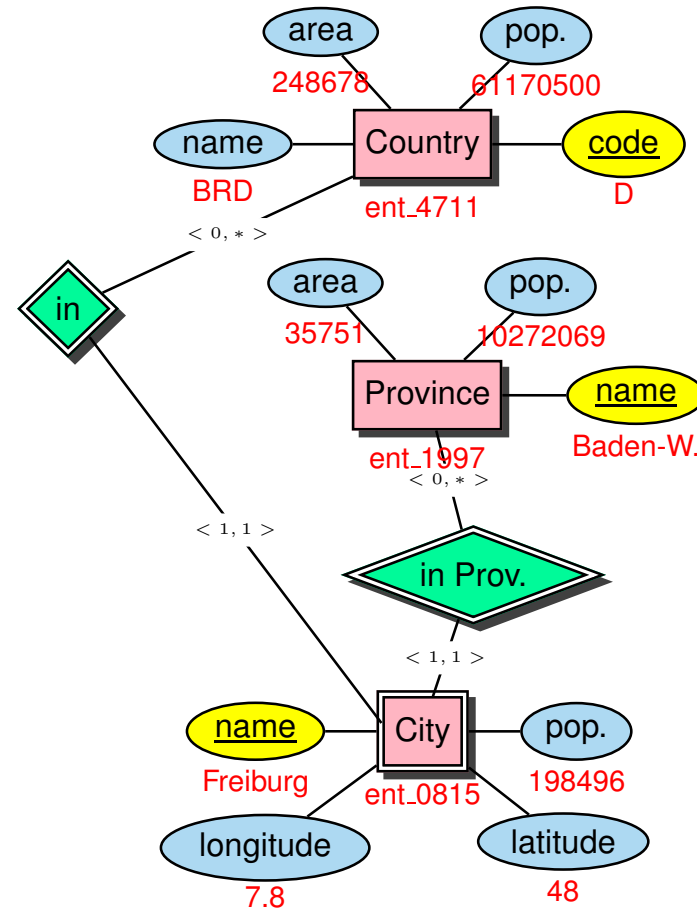 area
pop.
248678
61170500
name
Country
code
BRD
ent_4711
D
< 0, * >
in
area
pop.
35751
10272069
Province
name
ent_1997
Baden-W.
< 0, * >
< 1, 1 >
in Prov.
< 1, 1 >
name
City
pop.
Freiburg
ent_0815
198496
longitude
latitude
7.8
48